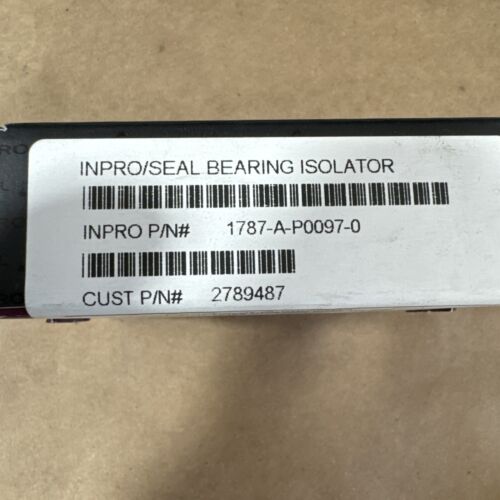 INPRO/SEAL BEARING ISOLATOR
INPRO P/N# 1787-A-P0097-0
CUST P/N# 2789487